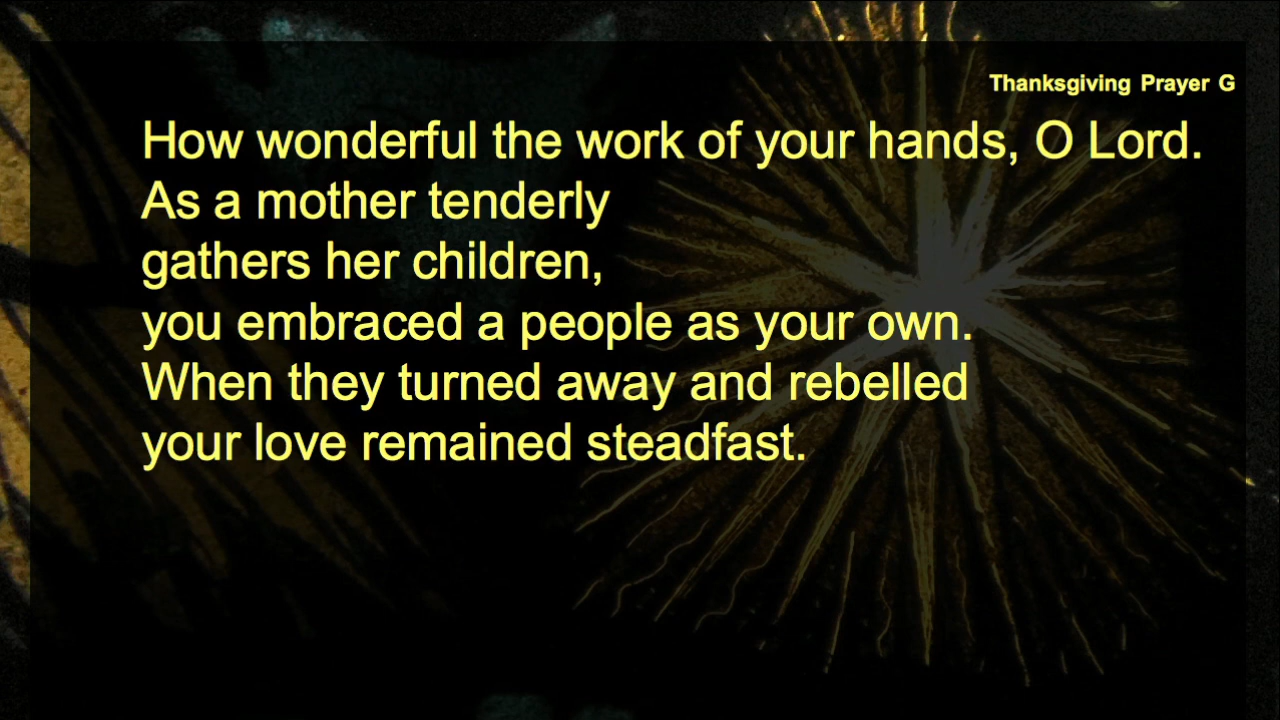 Thanksgiving Prayer G
How wonderful the work of your hands, O Lord.
As a mother tenderly
gathers her children,
you embraced a people as your own.
When they turned away and rebelled
your love remained steadfast.